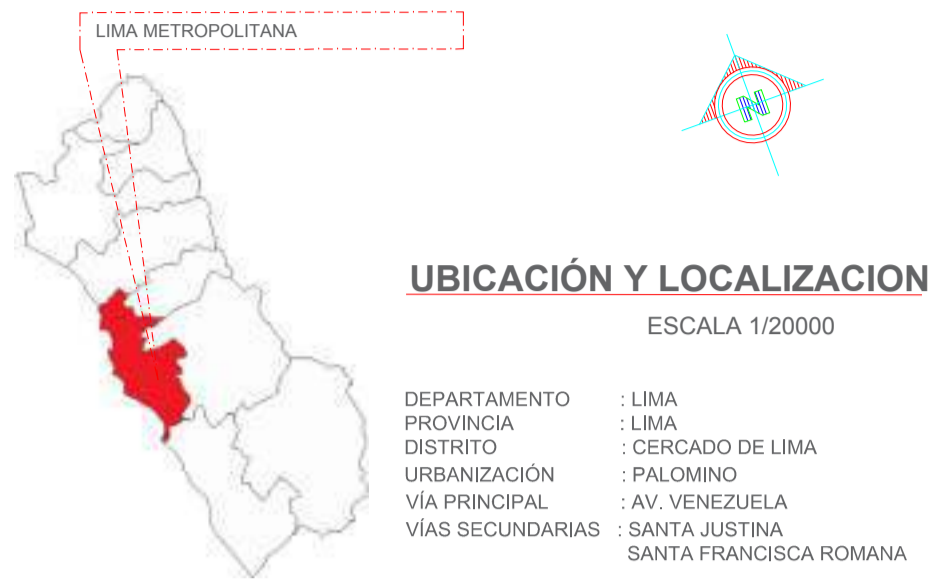 LIMA METROPOLITANA
N
UBICACIÓN Y LOCALIZACION
ESCALA 1/20000
DEPARTAMENTO : LIMA
PROVINCIA : LIMA
DISTRITO : CERCADO DE LIMA
URBANIZACIÓN : PALOMINO
VÍA PRINCIPAL : AV. VENEZUELA
VÍAS SECUNDARIAS : SANTA JUSTINA
SANTA FRANCISCA ROMANA